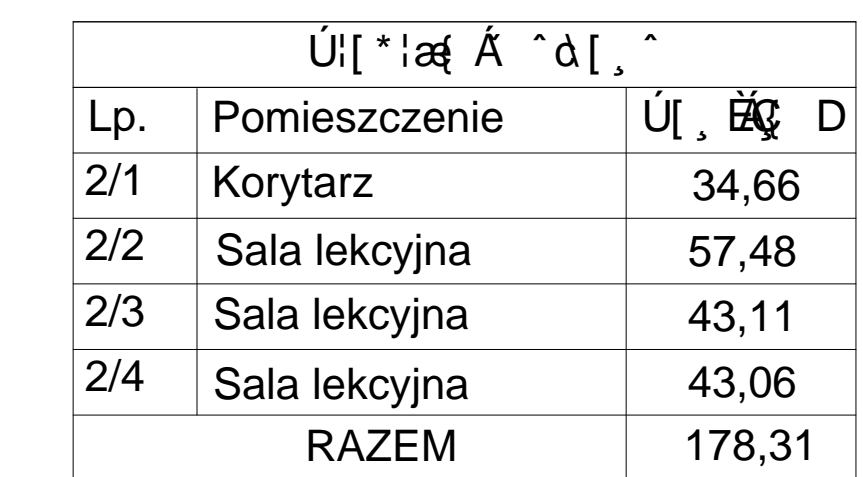 Lp. Pomieszczenie
2/1 Korytarz 34,66
2/2 Sala lekcyjna 57,48
2/3 Sala lekcyjna 43,11
2/4 Sala lekcyjna 43,06
RAZEM 178,31